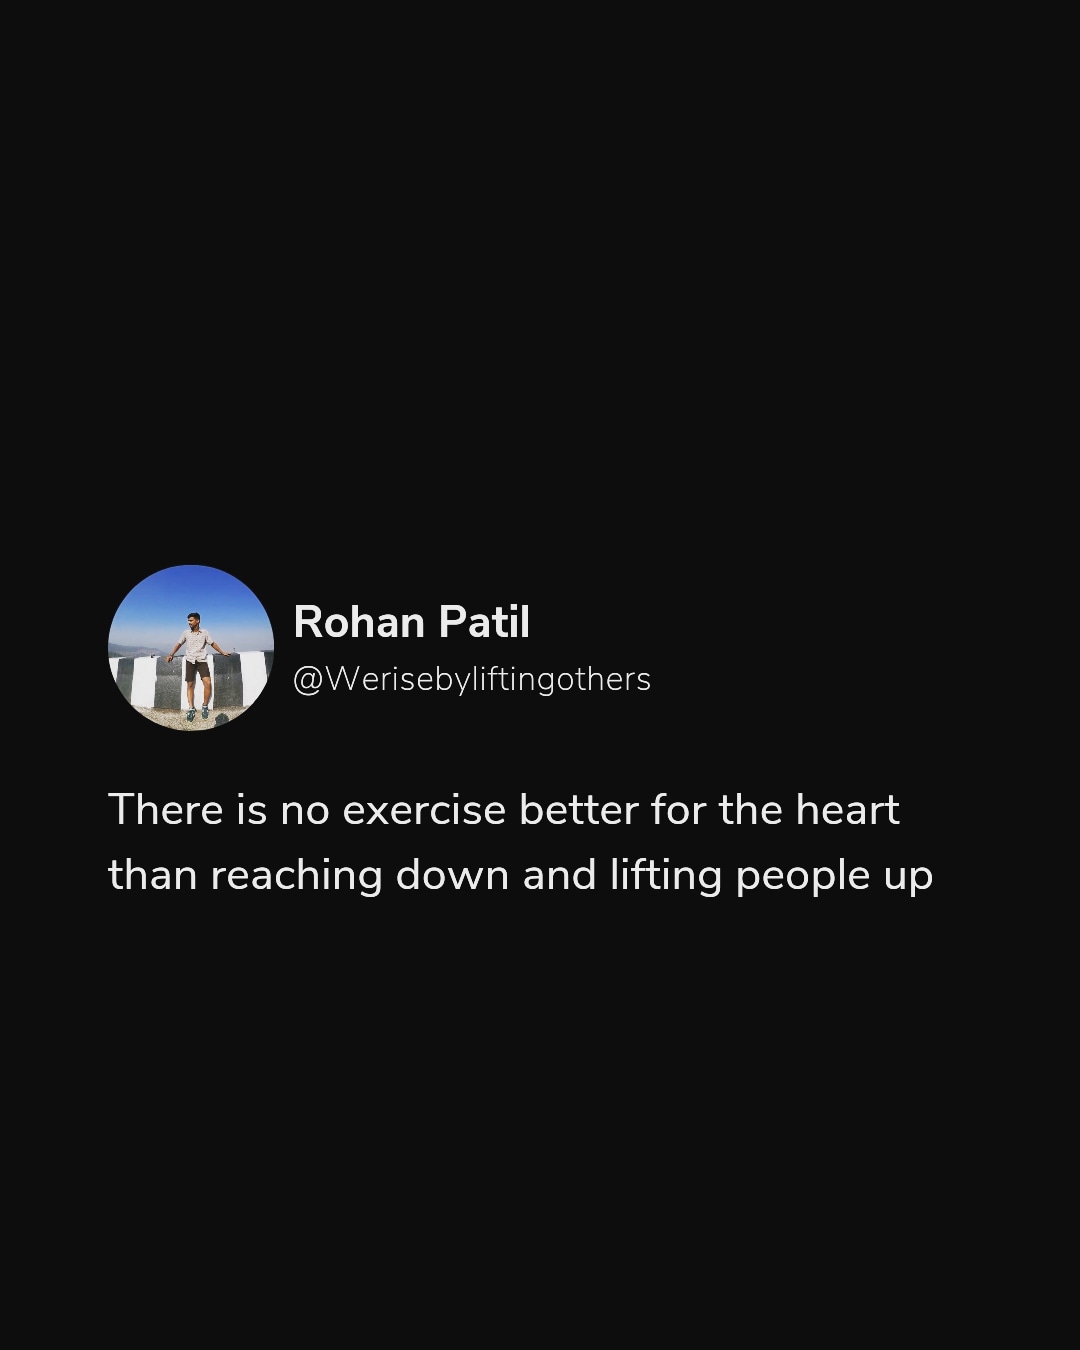 Rohan Patil
@Werisebyliftingothers
There is no exercise better for the heart
than reaching down and lifting people up